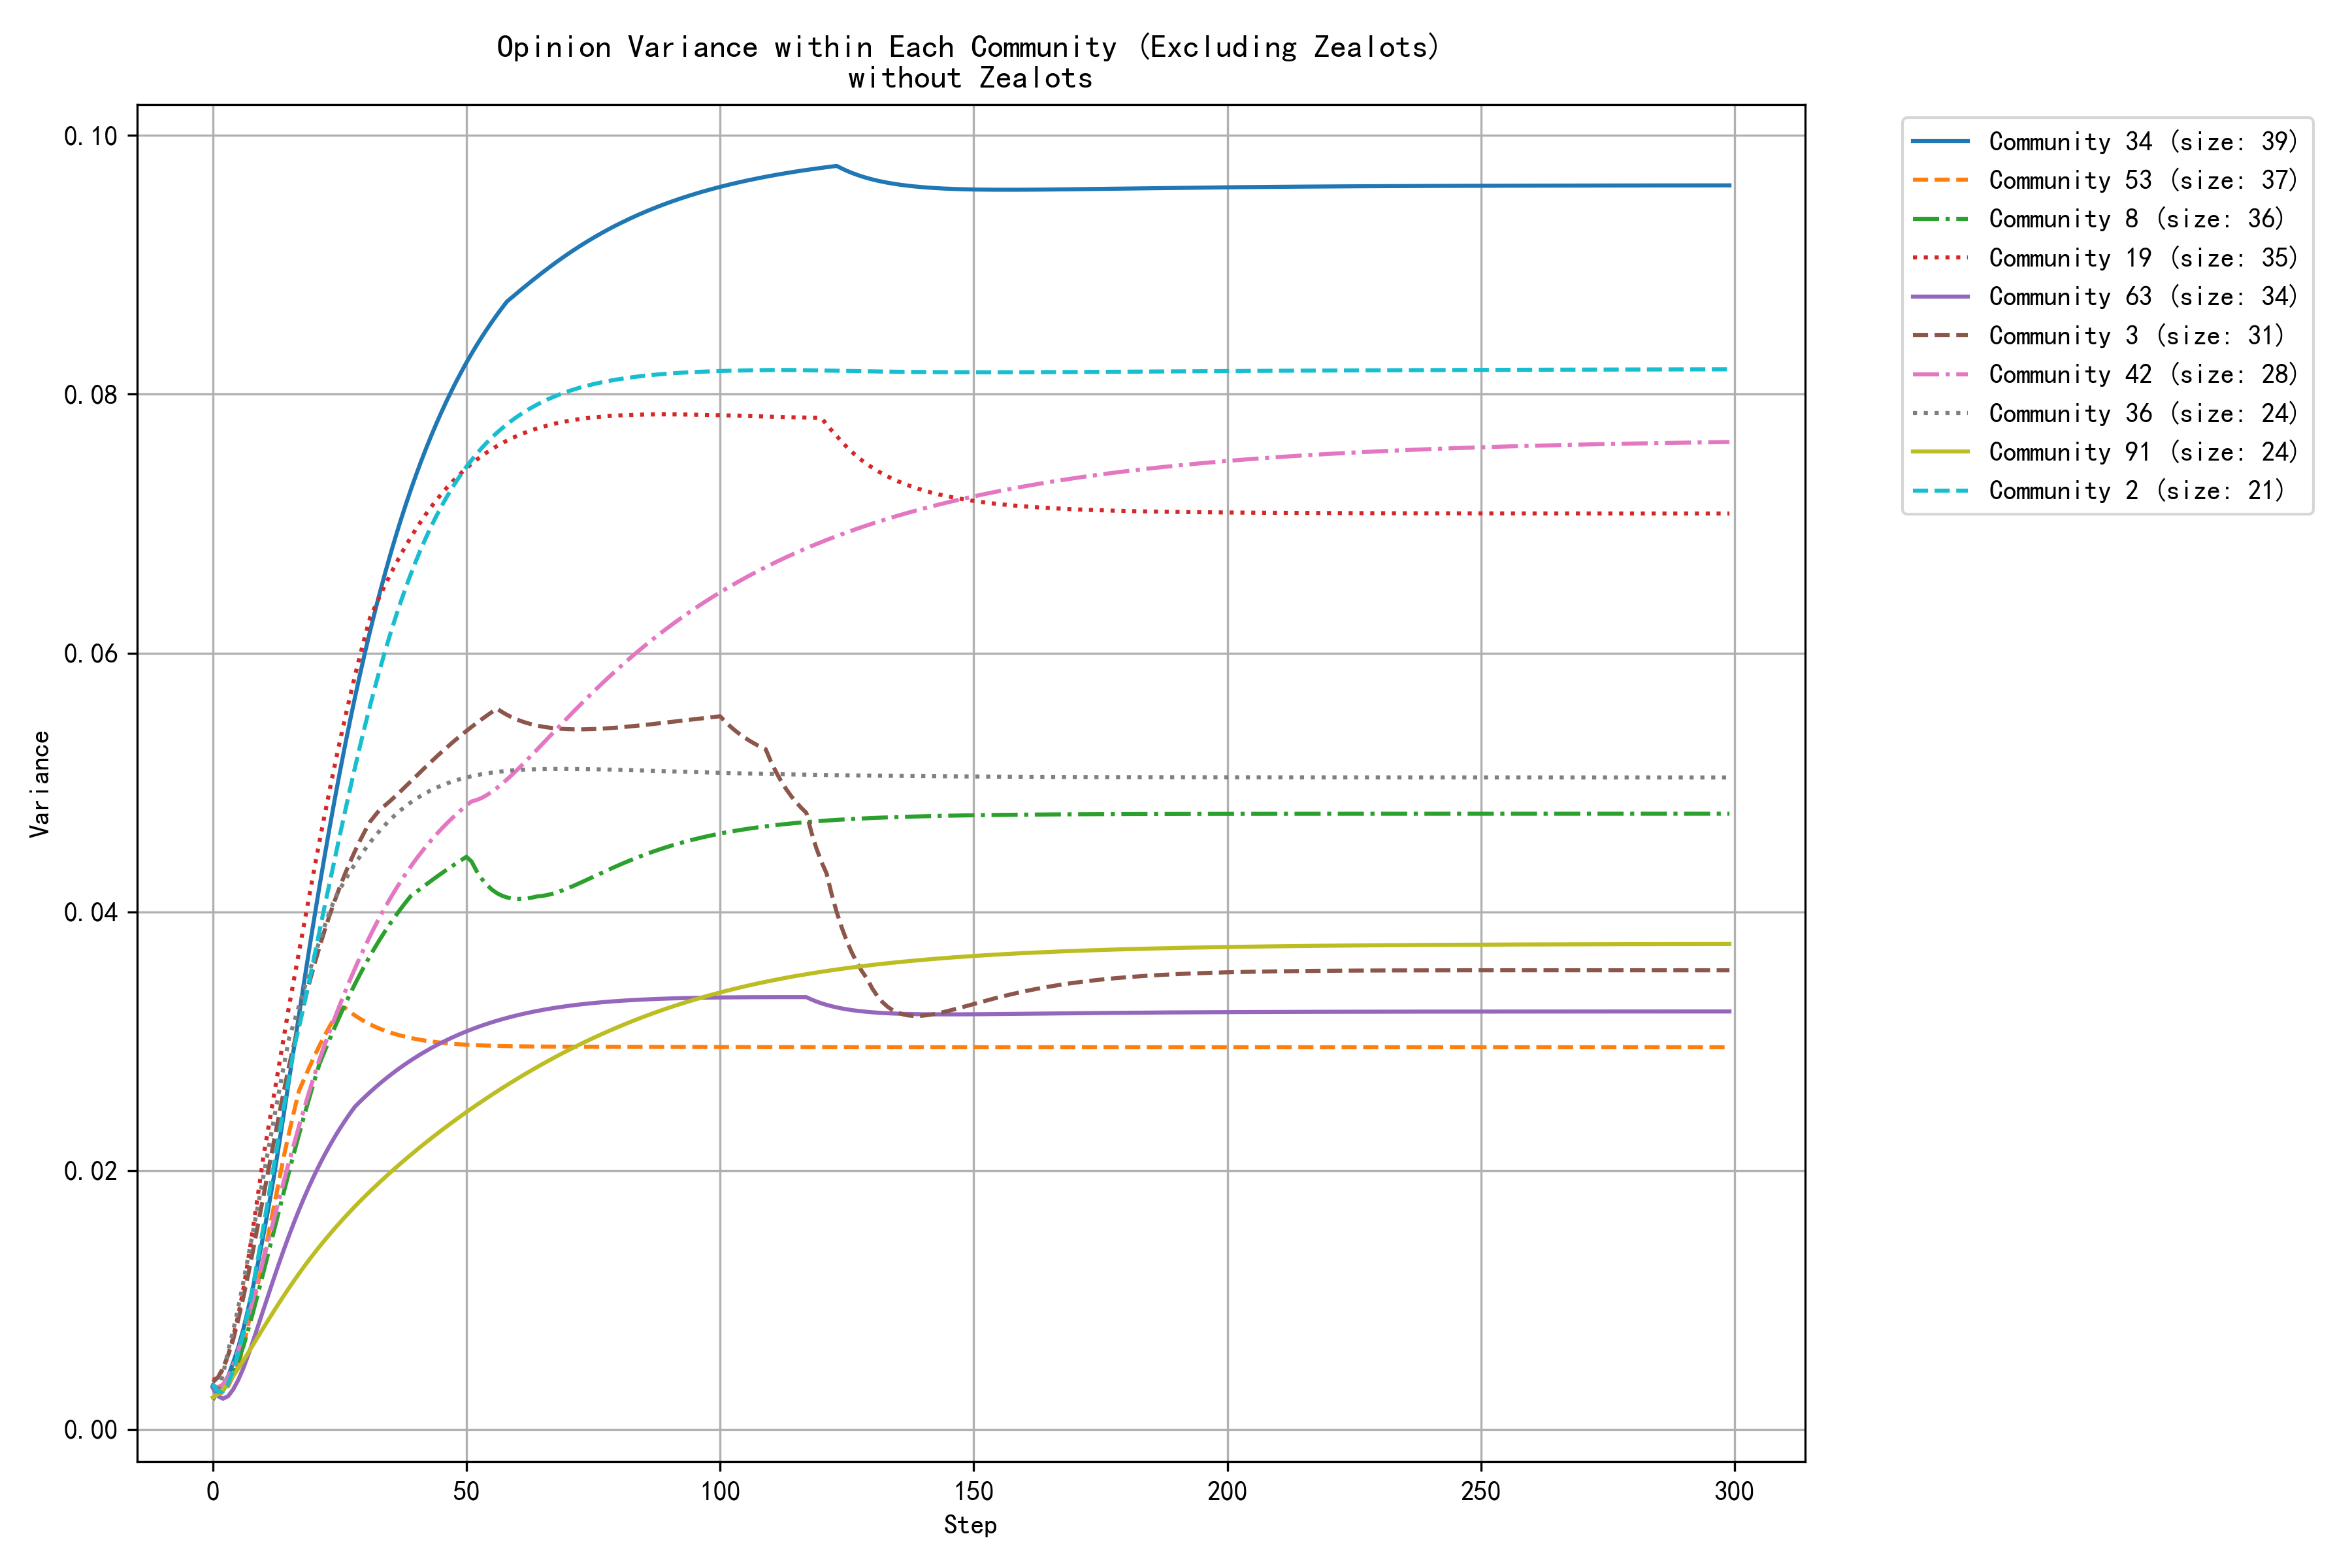 Opinion Variance within Each Community (Excluding Zealots)
without Zealots
0.10
0.08
0.06
0.04
0.02
0.00
Variance
0 50 100 150 200 250 300
Step
Community 34 (size: 39)
Community 53 (size: 37)
Community 8 (size: 36)
Community 19 (size: 35)
Community 63 (size: 34)
Community 3 (size: 31)
Community 42 (size: 28)
Community 36 (size: 24)
Community 91 (size: 24)
Community 2 (size: 21)